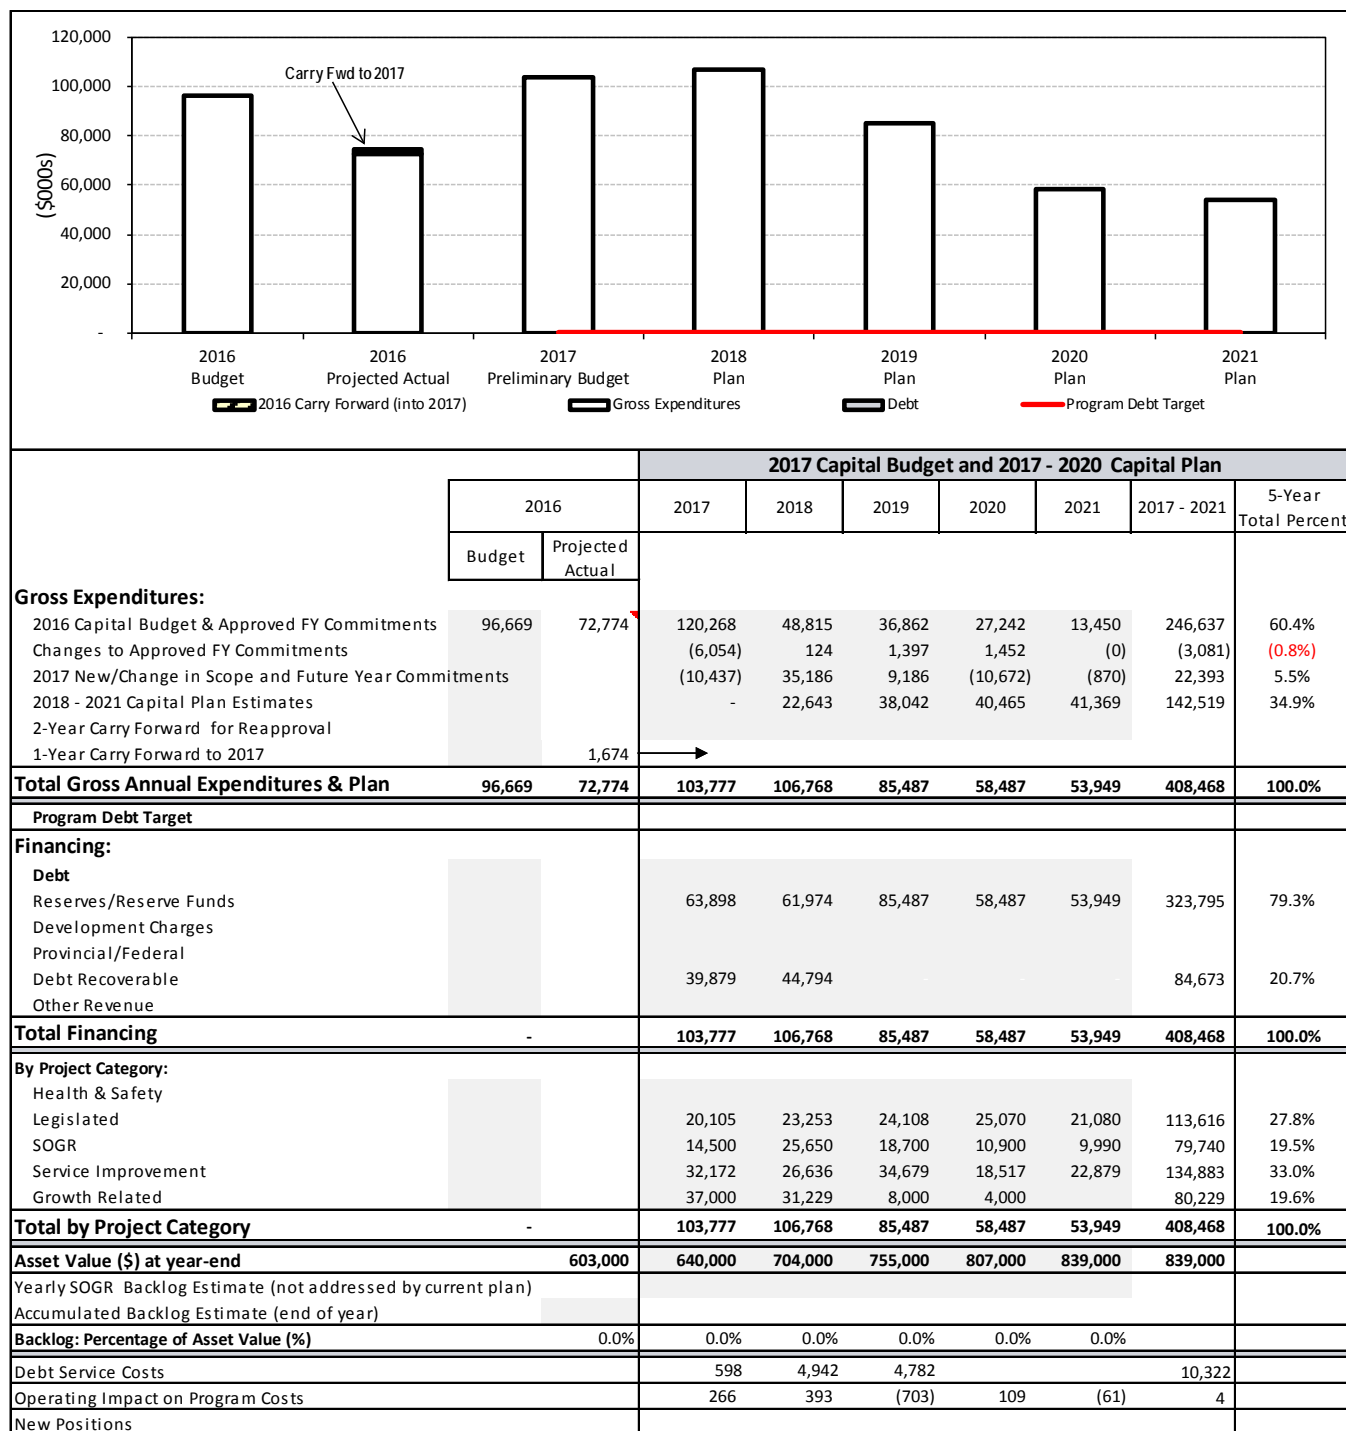 120,000
100,000
80,000
60,000
40,000
20,000
-
($000s)
Carry Fwd to 2017
2016 2016 2017 2018 2019 2020 2021
Budget Projected Actual Preliminary Budget Plan Plan Plan Plan
2016 Carry Forward (into 2017) Gross Expenditures Debt Program Debt Target
2017 Capital Budget and 2017 - 2020 Capital Plan
2016 2017 2018 2019 2020 2021 2017 - 2021 5-Year Total Percent
Budget Projected Actual
Gross Expenditures:
2016 Capital Budget & Approved FY Commitments 96,669 72,774 120,268 48,815 36,862 27,242 13,450 246,637 60.4%
Changes to Approved FY Commitments (6,054) 124 1,397 1,452 (0) (3,081) (0.8%)
2017 New/Change in Scope and Future Year Commitments (10,437) 35,186 9,186 (10,672) (870) 22,393 5.5%
2018 - 2021 Capital Plan Estimates - 22,643 38,042 40,465 41,369 142,519 34.9%
2-Year Carry Forward for Reapproval
1-Year Carry Forward to 2017 1,674
Total Gross Annual Expenditures & Plan 96,669 72,774 103,777 106,768 85,487 58,487 53,949 408,468 100.0%
Program Debt Target
Financing:
Debt
Reserves/Reserve Funds 63,898 61,974 85,487 58,487 53,949 323,795 79.3%
Development Charges
Provincial/Federal
Debt Recoverable 39,879 44,794 84,673 20.7%
Other Revenue
Total Financing - 103,777 106,768 85,487 58,487 53,949 408,468 100.0%
By Project Category:
Health & Safety
Legislated 20,105 23,253 24,108 25,070 21,080 113,616 27.8%
SOGR 14,500 25,650 18,700 10,900 9,990 79,740 19.5%
Service Improvement 32,172 26,636 34,679 18,517 22,879 134,883 33.0%
Growth Related 37,000 31,229 8,000 4,000 80,229 19.6%
Total by Project Category - 103,777 106,768 85,487 58,487 53,949 408,468 100.0%
Asset Value ($) at year-end 603,000 640,000 704,000 755,000 807,000 839,000 839,000
Yearly SOGR Backlog Estimate (not addressed by current plan)
Accumulated Backlog Estimate (end of year)
Backlog: Percentage of Asset Value (%) 0.0% 0.0% 0.0% 0.0% 0.0% 0.0%
Debt Service Costs 598 4,942 4,782 10,322
Operating Impact on Program Costs 266 393 (703) 109 (61) 4
New Positions